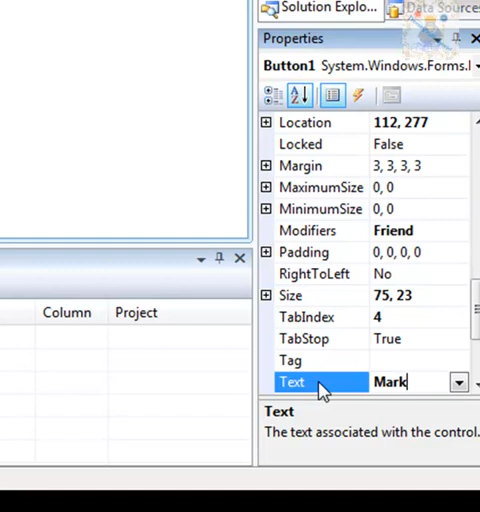 Solution Explo...
Data Sources
Properties
Button1 System.Windows.Forms.
Location 112, 277
Locked False
Margin 3, 3, 3, 3
MaximumSize 0, 0
MinimumSize 0, 0
Modifiers Friend
Padding 0, 0, 0, 0
RightToLeft No
Size 75, 23
TabIndex 4
TabStop True
Tag
Text Mark
Column Project
Text
The text associated with the control.